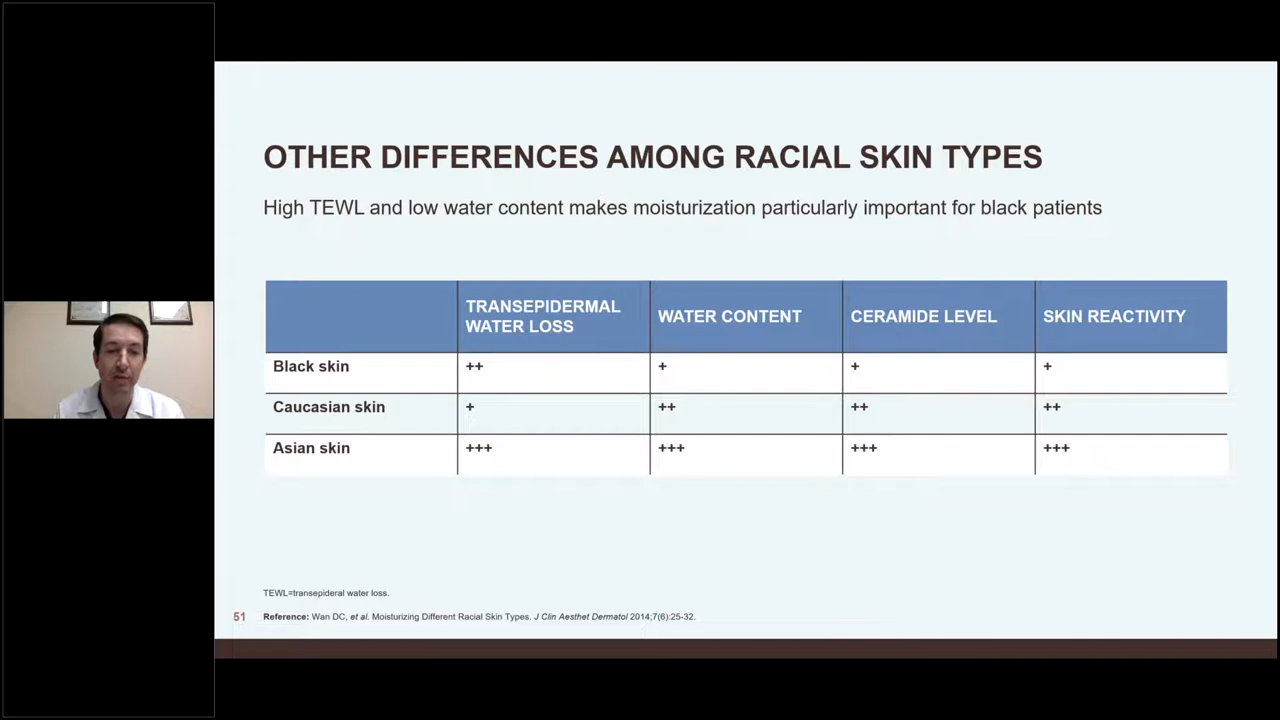 OTHER DIFFERENCES AMONG RACIAL SKIN TYPES
High TEWL and low water content makes moisturization particularly important for black patients
TRANSEPIDERMAL WATER LOSS WATER CONTENT CERAMIDE LEVEL SKIN REACTIVITY
Black skin ++ + + +
Caucasian skin + ++ ++ ++
Asian skin +++ +++ +++ +++
TEWL=transepideral water loss.
51 Reference: Wan DC, et al. Moisturizing Different Racial Skin Types. J Clin Aesthet Dermatol 2014;7(6):25-32.